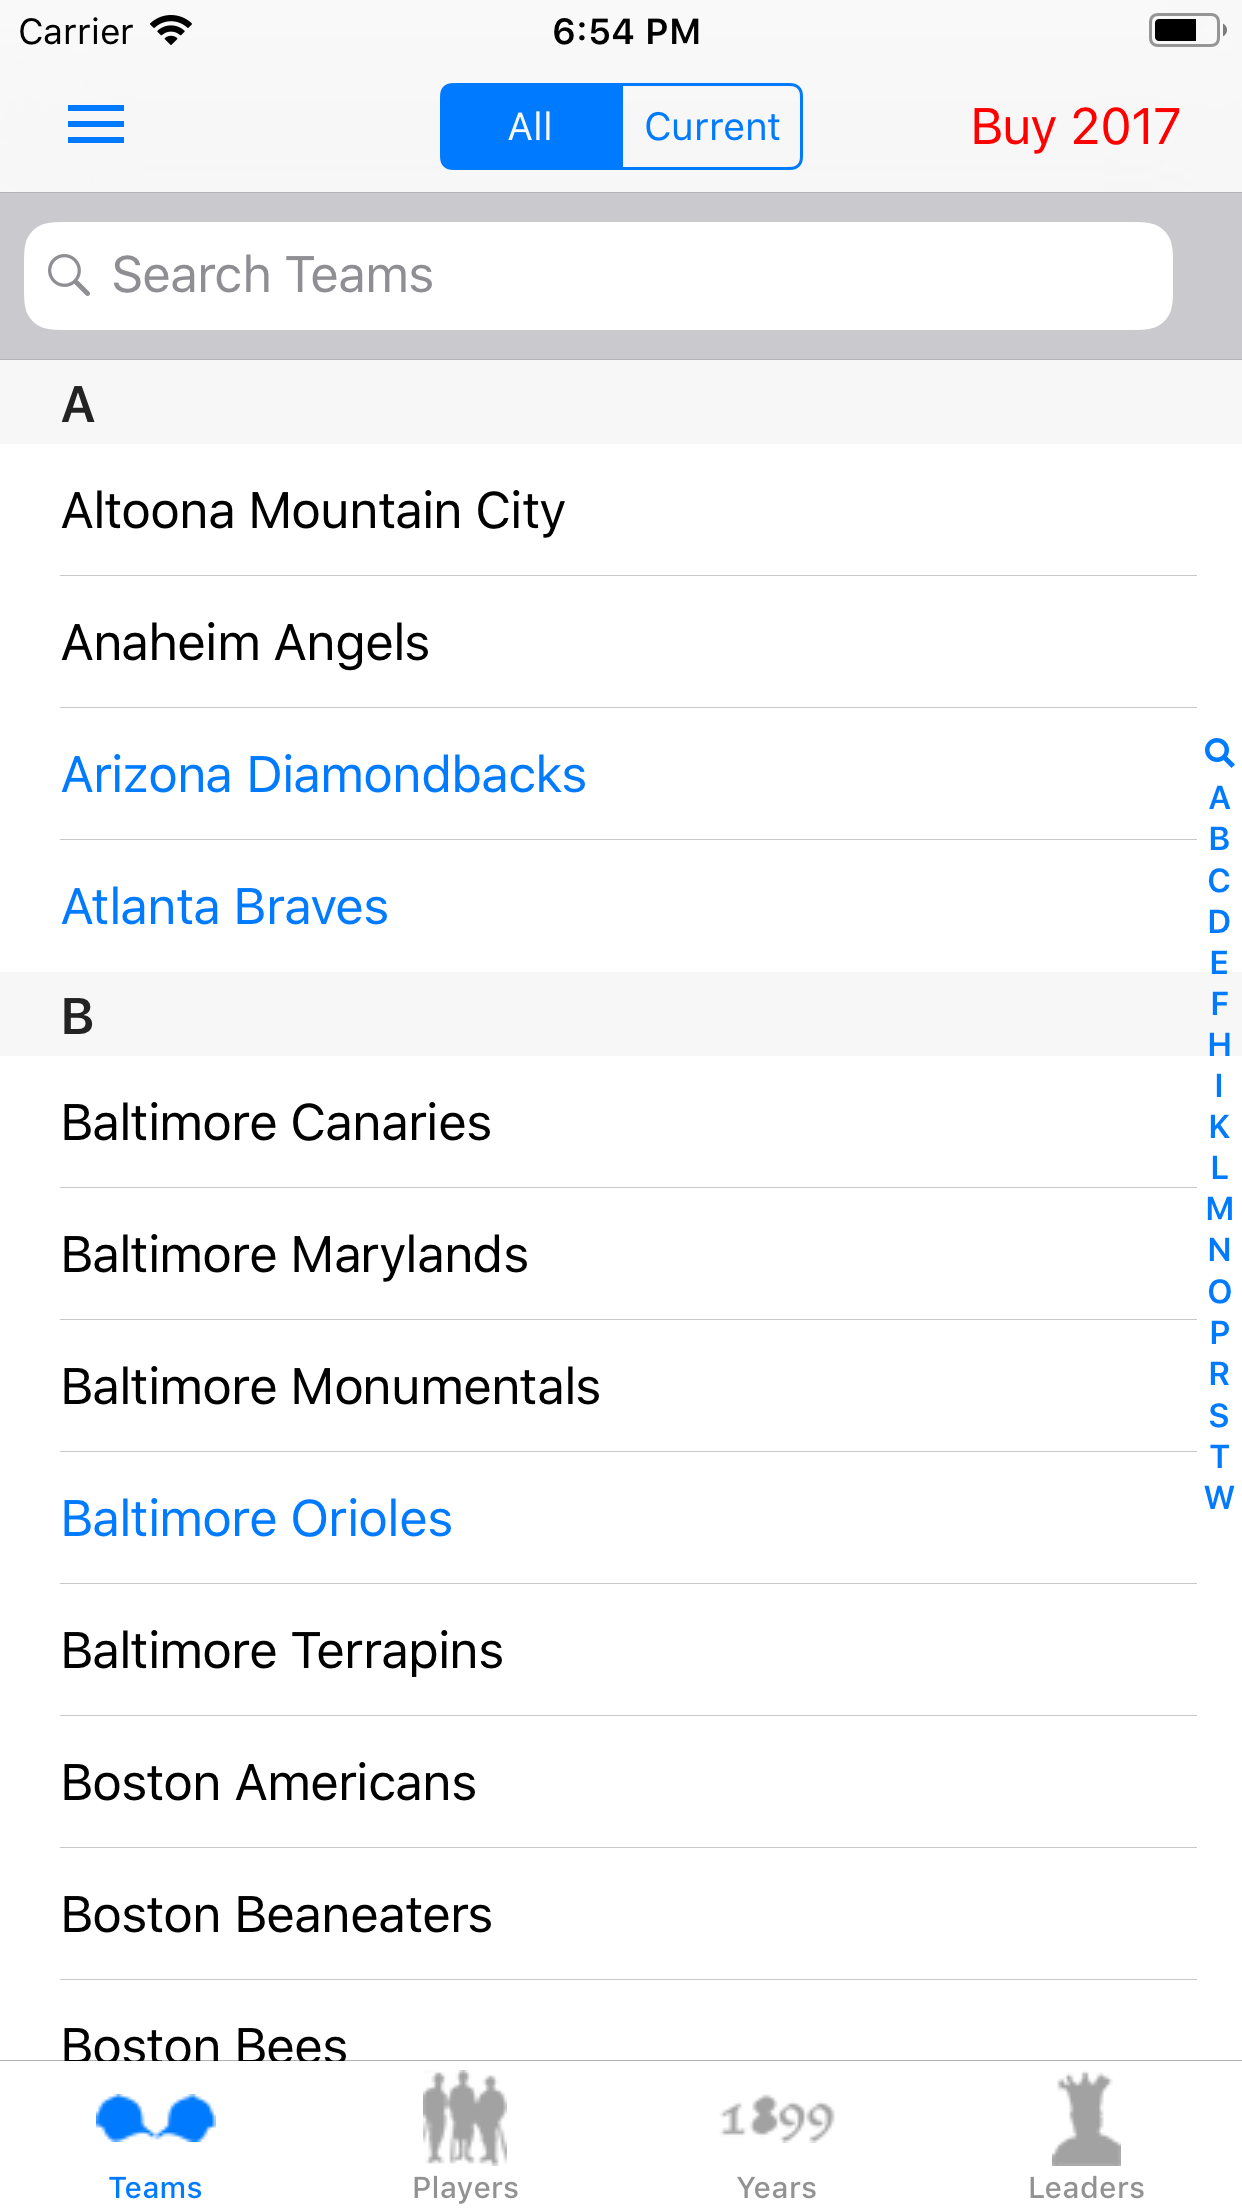 Carrier 6:54 PM
All Current Buy 2017
Search Teams
A
Altoona Mountain City
Anaheim Angels
Arizona Diamondbacks
Atlanta Braves
B
Baltimore Canaries
Baltimore Marylands
Baltimore Monumentals
Baltimore Orioles
Baltimore Terrapins
Boston Americans
Boston Beaneaters
Boston Bees
A
B
C
D
E
F
H
I
K
L
M
N
O
P
R
S
T
W
1899
Teams Players Years Leaders